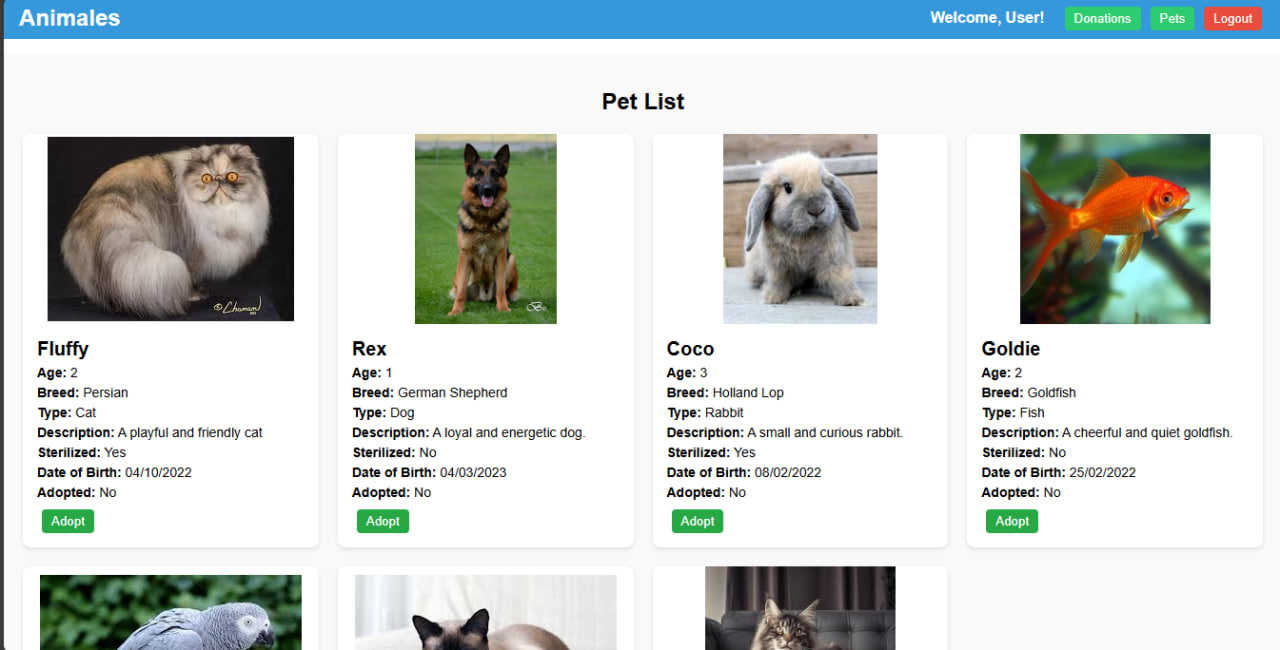 Animales
Welcome, User!
Donations
Pets
Logout
Pet List
© Chanan
Fluffy
Age: 2
Breed: Persian
Type: Cat
Description: A playful and friendly cat
Sterilized: Yes
Date of Birth: 04/10/2022
Adopted: No
Adopt
Rex
Age: 1
Breed: German Shepherd
Type: Dog
Description: A loyal and energetic dog.
Sterilized: No
Date of Birth: 04/03/2023
Adopted: No
Adopt
Coco
Age: 3
Breed: Holland Lop
Type: Rabbit
Description: A small and curious rabbit.
Sterilized: Yes
Date of Birth: 08/02/2022
Adopted: No
Adopt
Goldie
Age: 2
Breed: Goldfish
Type: Fish
Description: A cheerful and quiet goldfish.
Sterilized: No
Date of Birth: 25/02/2022
Adopted: No
Adopt